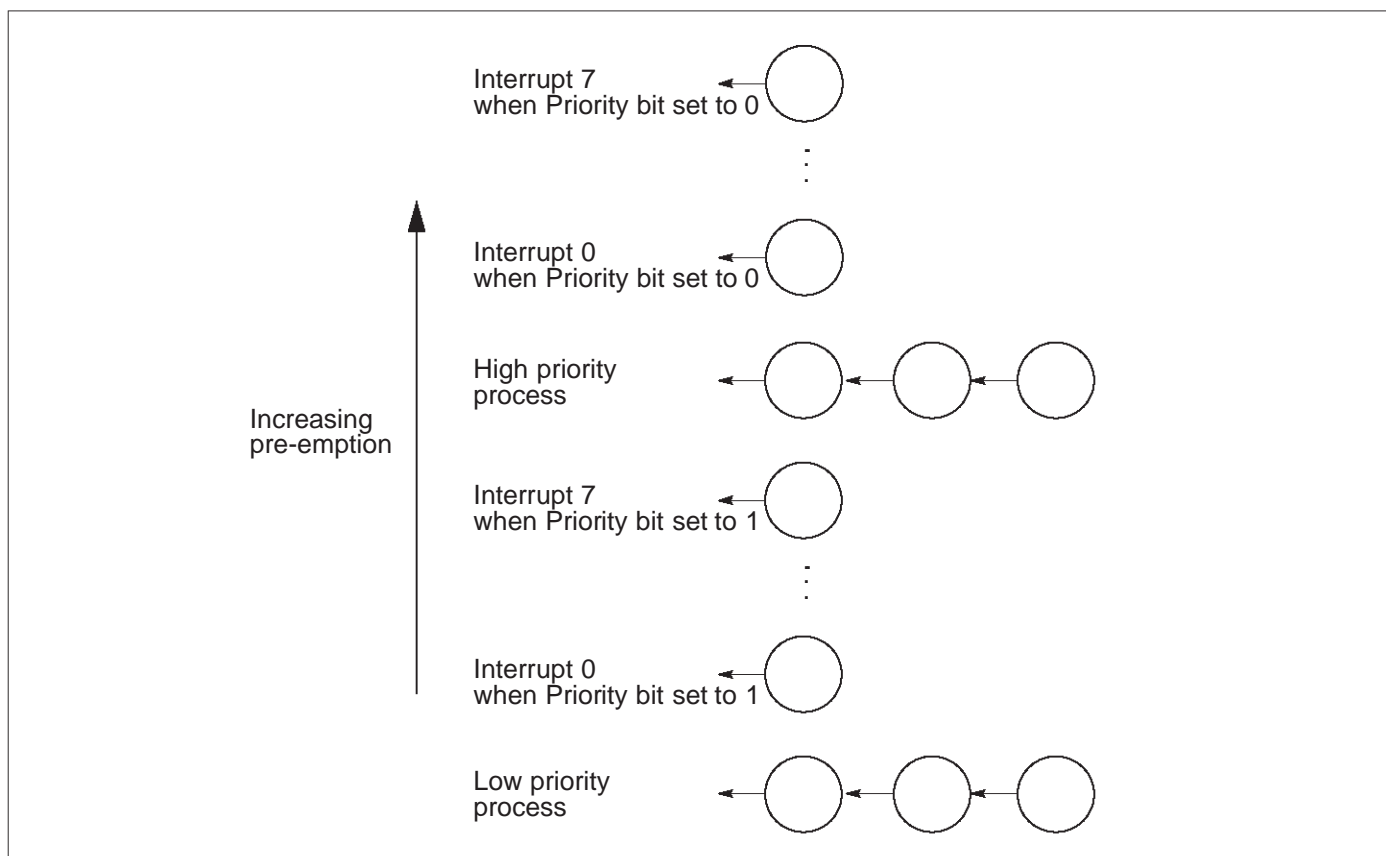 Interrupt 7
when Priority bit set to 0
Interrupt 0
when Priority bit set to 0
High priority
process
Increasing
pre-emption
Interrupt 7
when Priority bit set to 1
Interrupt 0
when Priority bit set to 1
Low priority
process